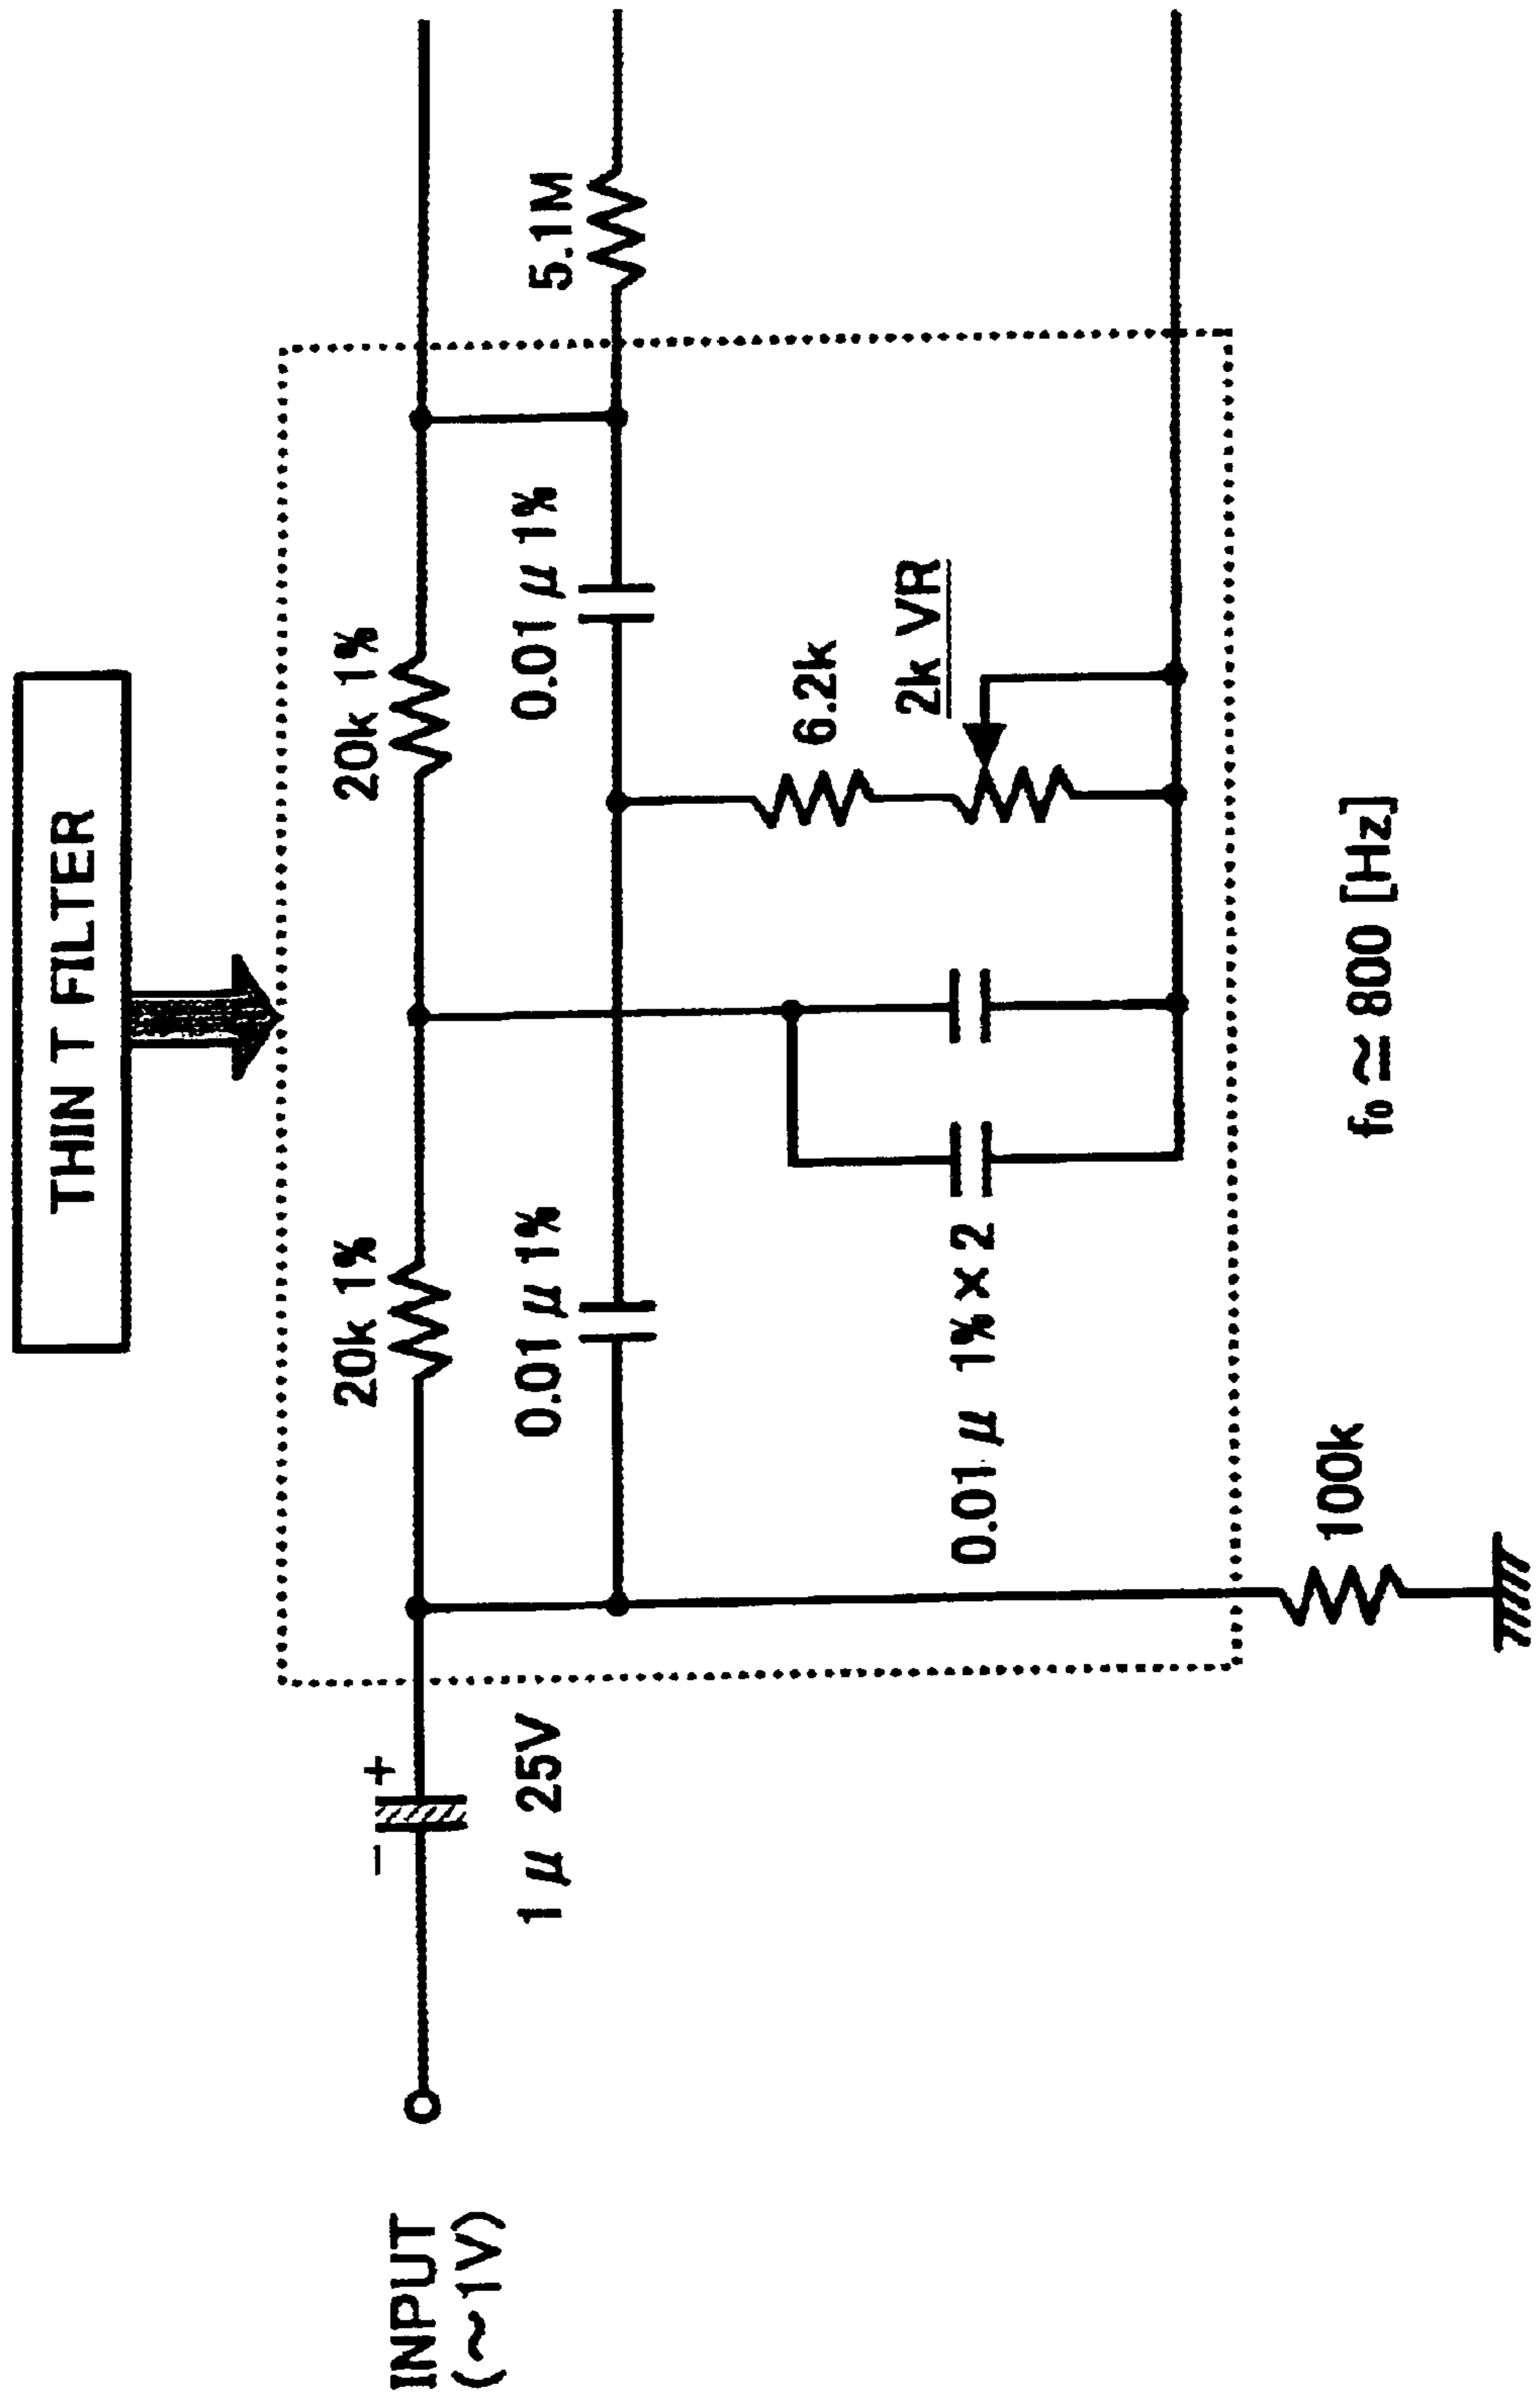 THIN T FILTER
20k 1%
20k 1%
5.1M
0.01 μ 1%
0.01 μ 1%
INPUT
(~1V)
− +
1 μ 25V
6.2k
2k VR
0.01 μ 1% × 2
100k
f₀ ≃ 800 [Hz]